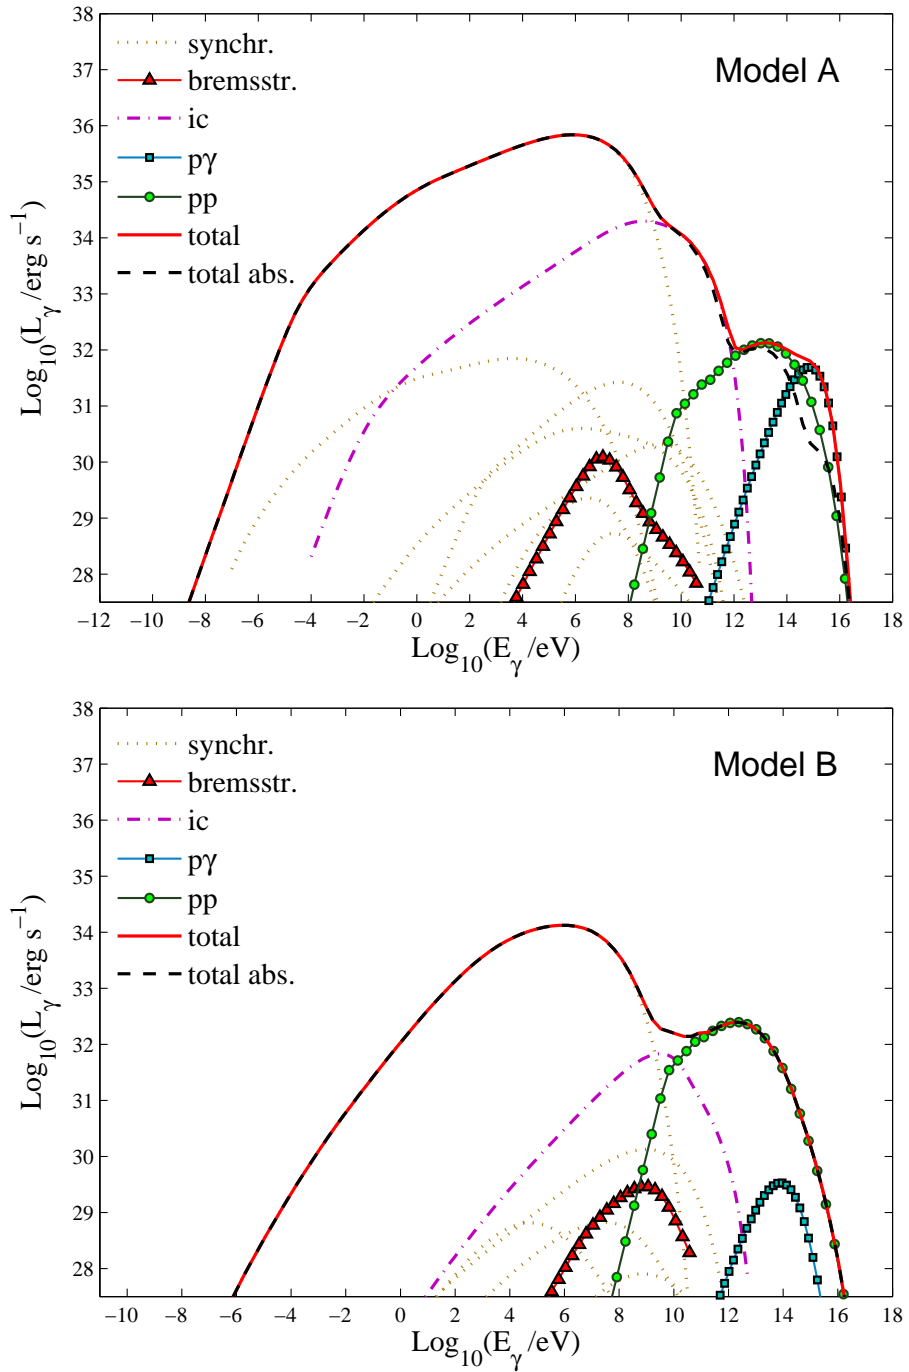 38
37
36
35
34
33
32
31
30
29
28
Log10(Lγ/erg s−1)
synchr.
bremsstr.
ic
pγ
pp
total
total abs.
Model A
−12 −10 −8 −6 −4 −2 0 2 4 6 8 10 12 14 16 18
Log10(Eγ/eV)
38
37
36
35
34
33
32
31
30
29
28
Log10(Lγ/erg s−1)
synchr.
bremsstr.
ic
pγ
pp
total
total abs.
Model B
−10 −8 −6 −4 −2 0 2 4 6 8 10 12 14 16 18
Log10(Eγ/eV)